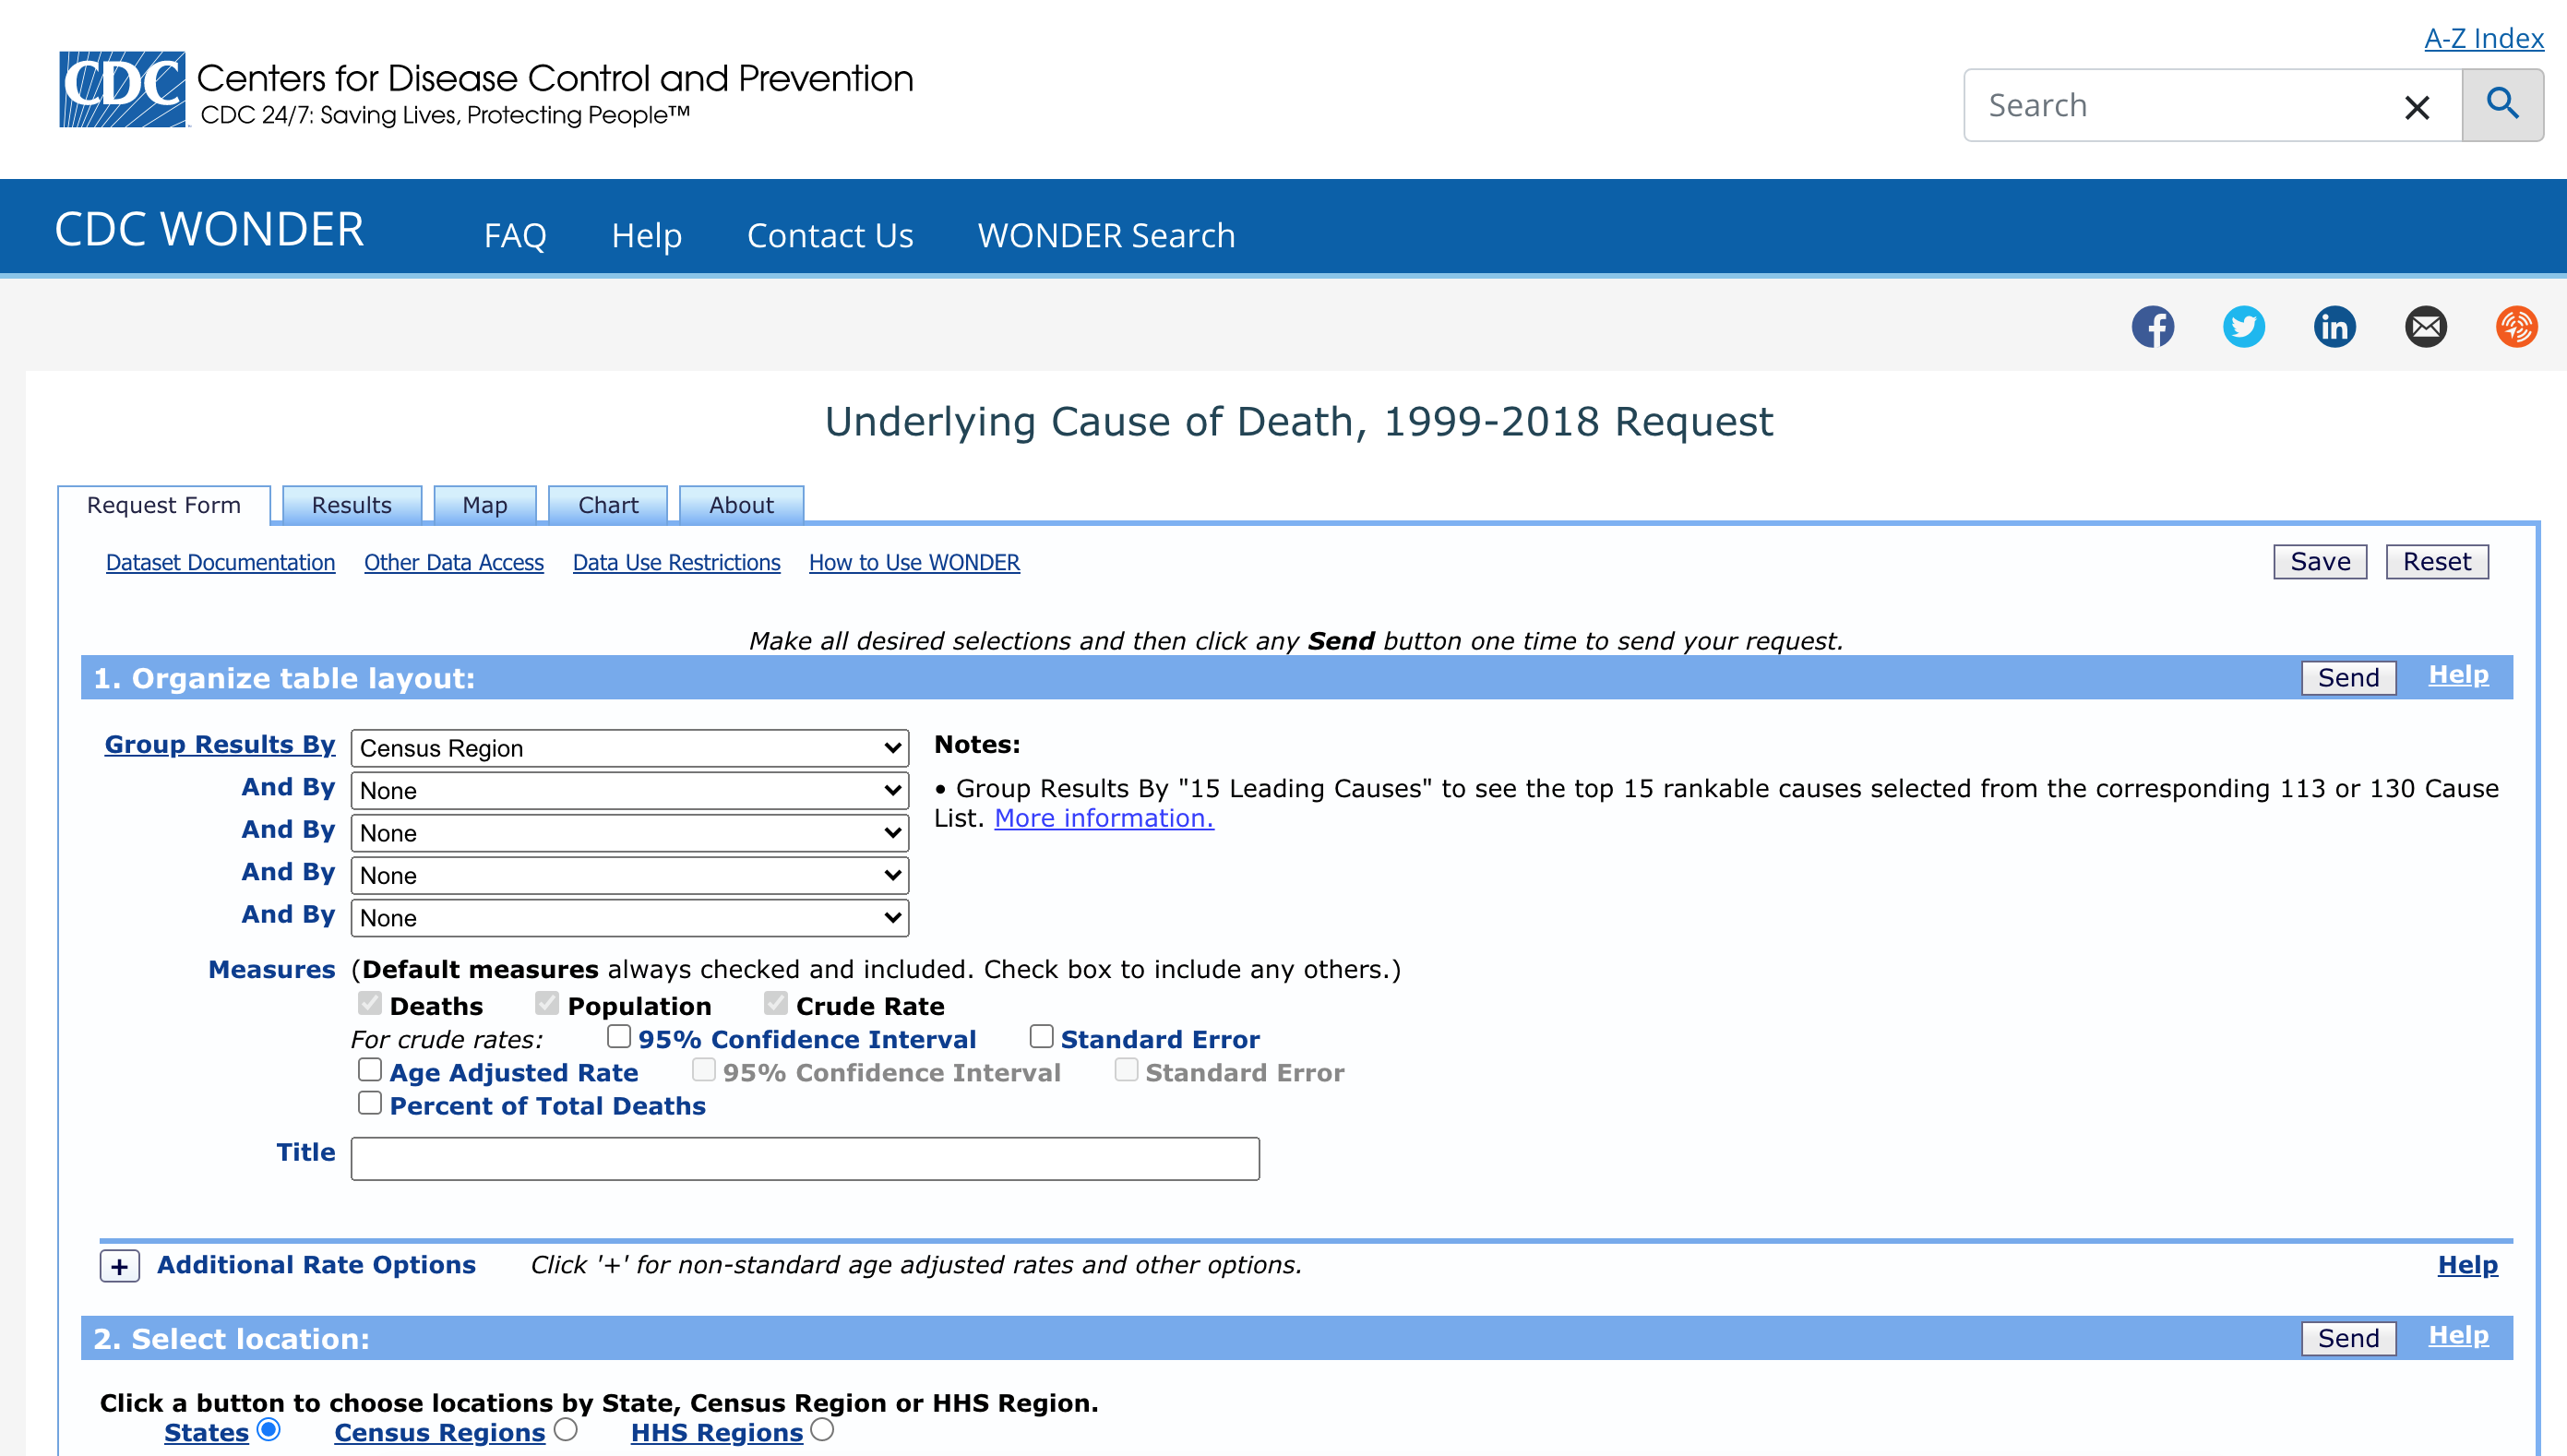 A-Z Index
CDC Centers for Disease Control and Prevention
CDC 24/7: Saving Lives, Protecting People™
Search
CDC WONDER FAQ Help Contact Us WONDER Search
Underlying Cause of Death, 1999-2018 Request
Request Form Results Map Chart About
Dataset Documentation Other Data Access Data Use Restrictions How to Use WONDER Save Reset
Make all desired selections and then click any Send button one time to send your request.
1. Organize table layout: Send Help
Group Results By Census Region Notes:
And By None • Group Results By "15 Leading Causes" to see the top 15 rankable causes selected from the corresponding 113 or 130 Cause
List. More information.
And By None
And By None
And By None
Measures (Default measures always checked and included. Check box to include any others.)
Deaths Population Crude Rate
For crude rates: 95% Confidence Interval Standard Error
Age Adjusted Rate 95% Confidence Interval Standard Error
Percent of Total Deaths
Title
+ Additional Rate Options Click '+' for non-standard age adjusted rates and other options. Help
2. Select location: Send Help
Click a button to choose locations by State, Census Region or HHS Region.
States Census Regions HHS Regions